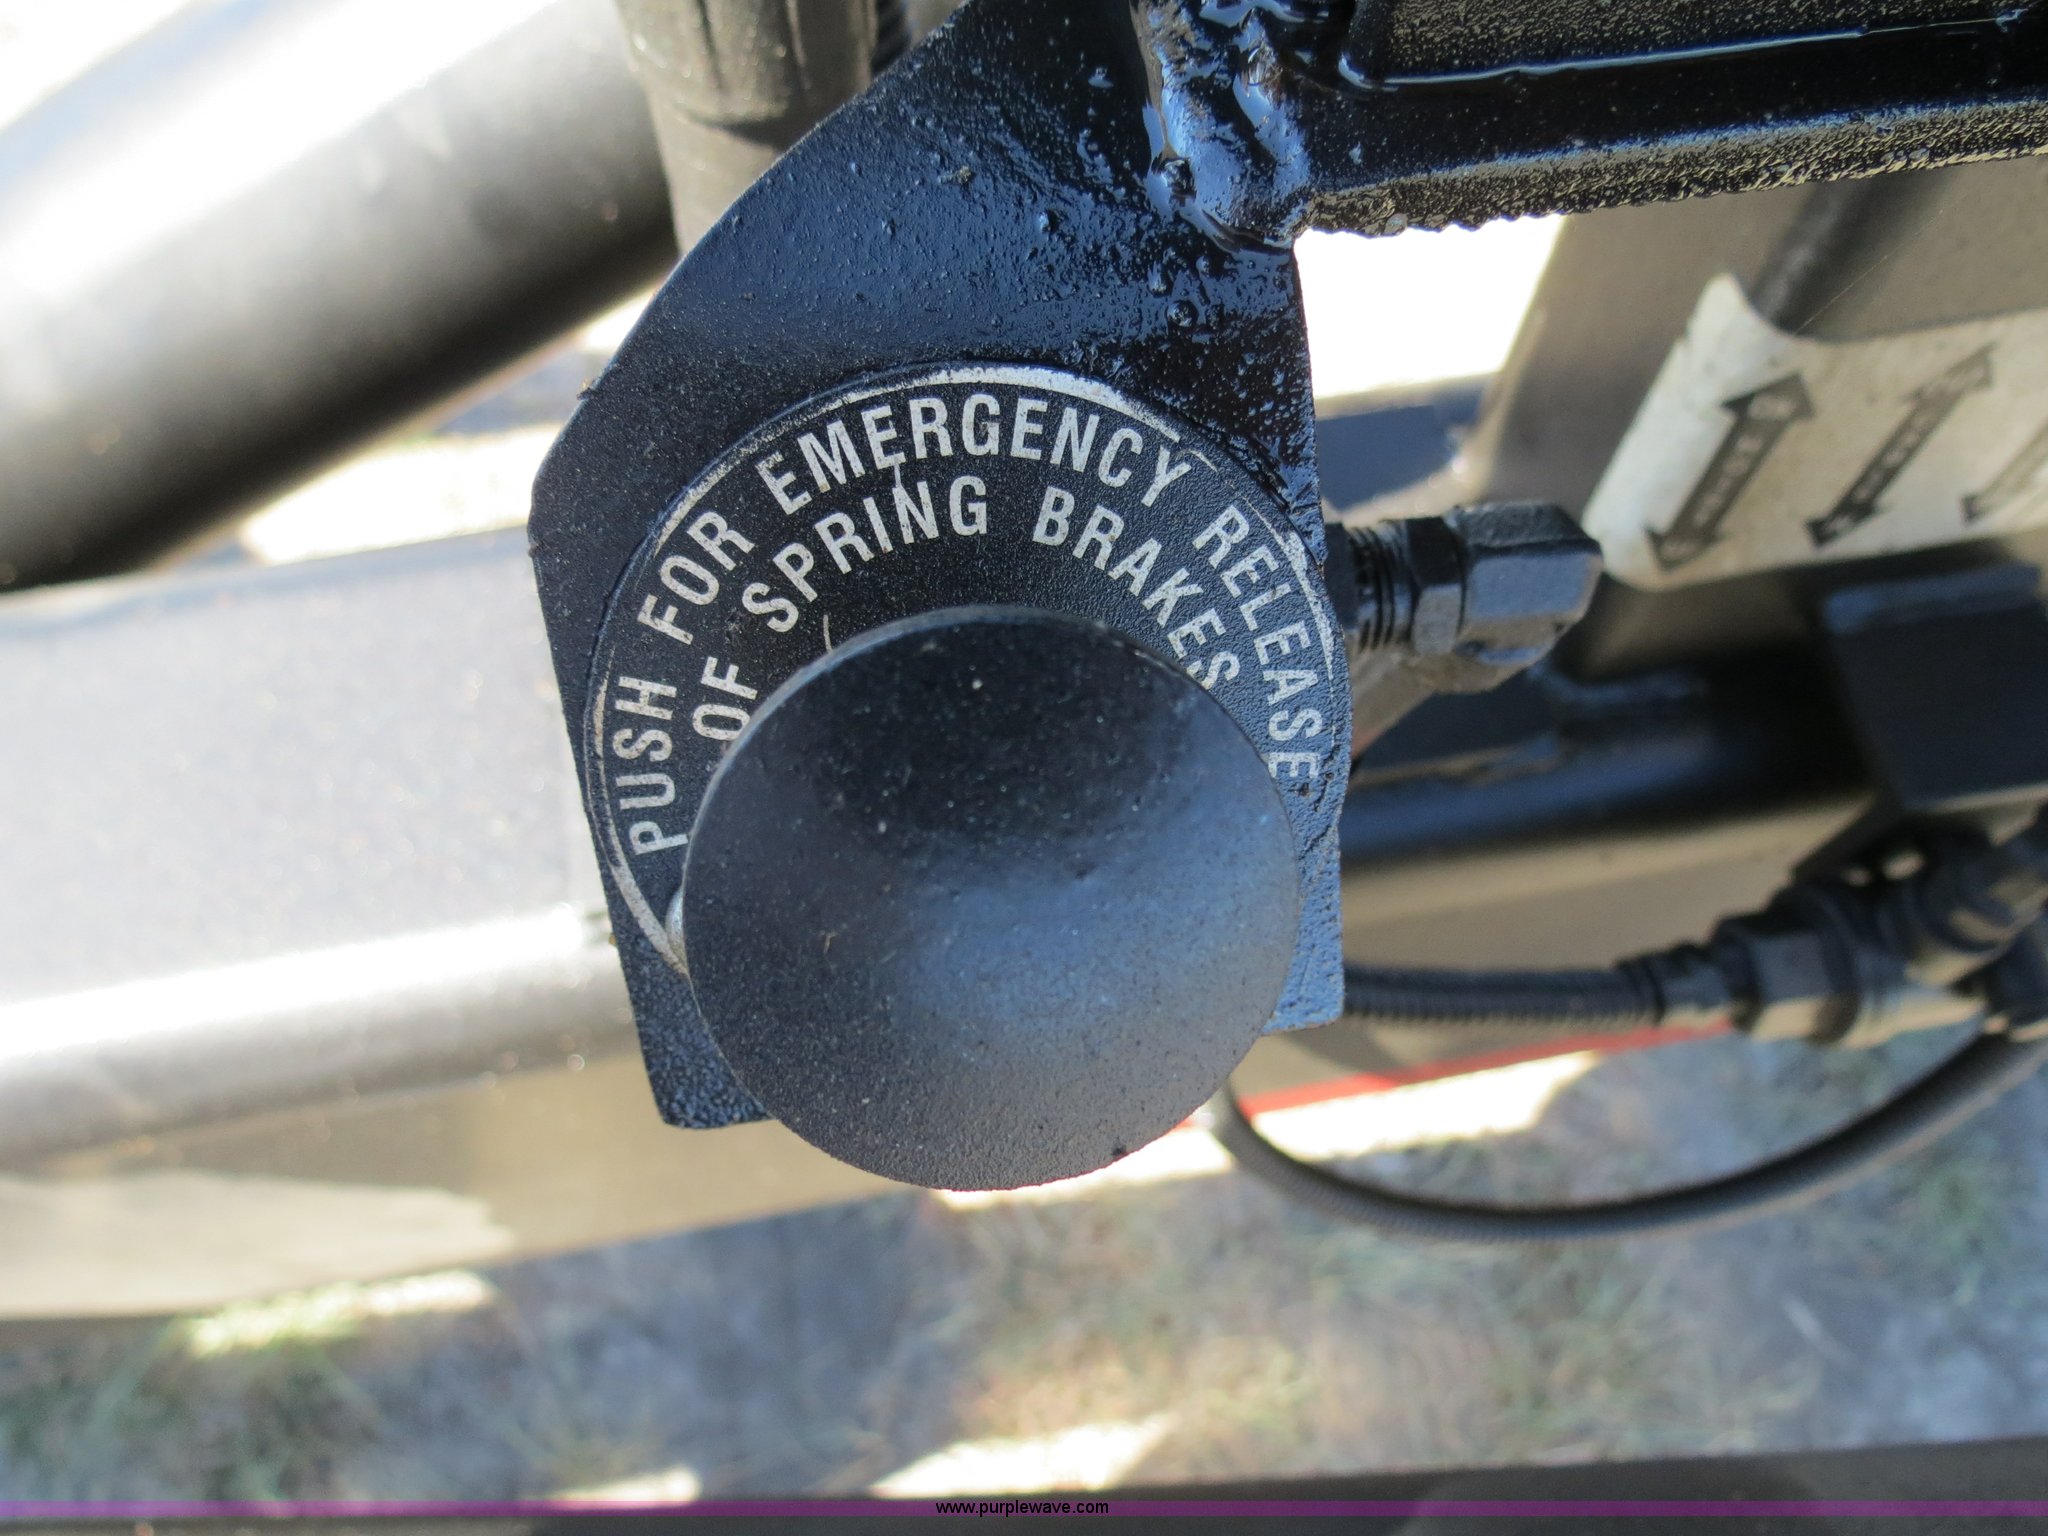 PUSH FOR EMERGENCY RELEASE
OF SPRING BRAKES
www.purplewave.com